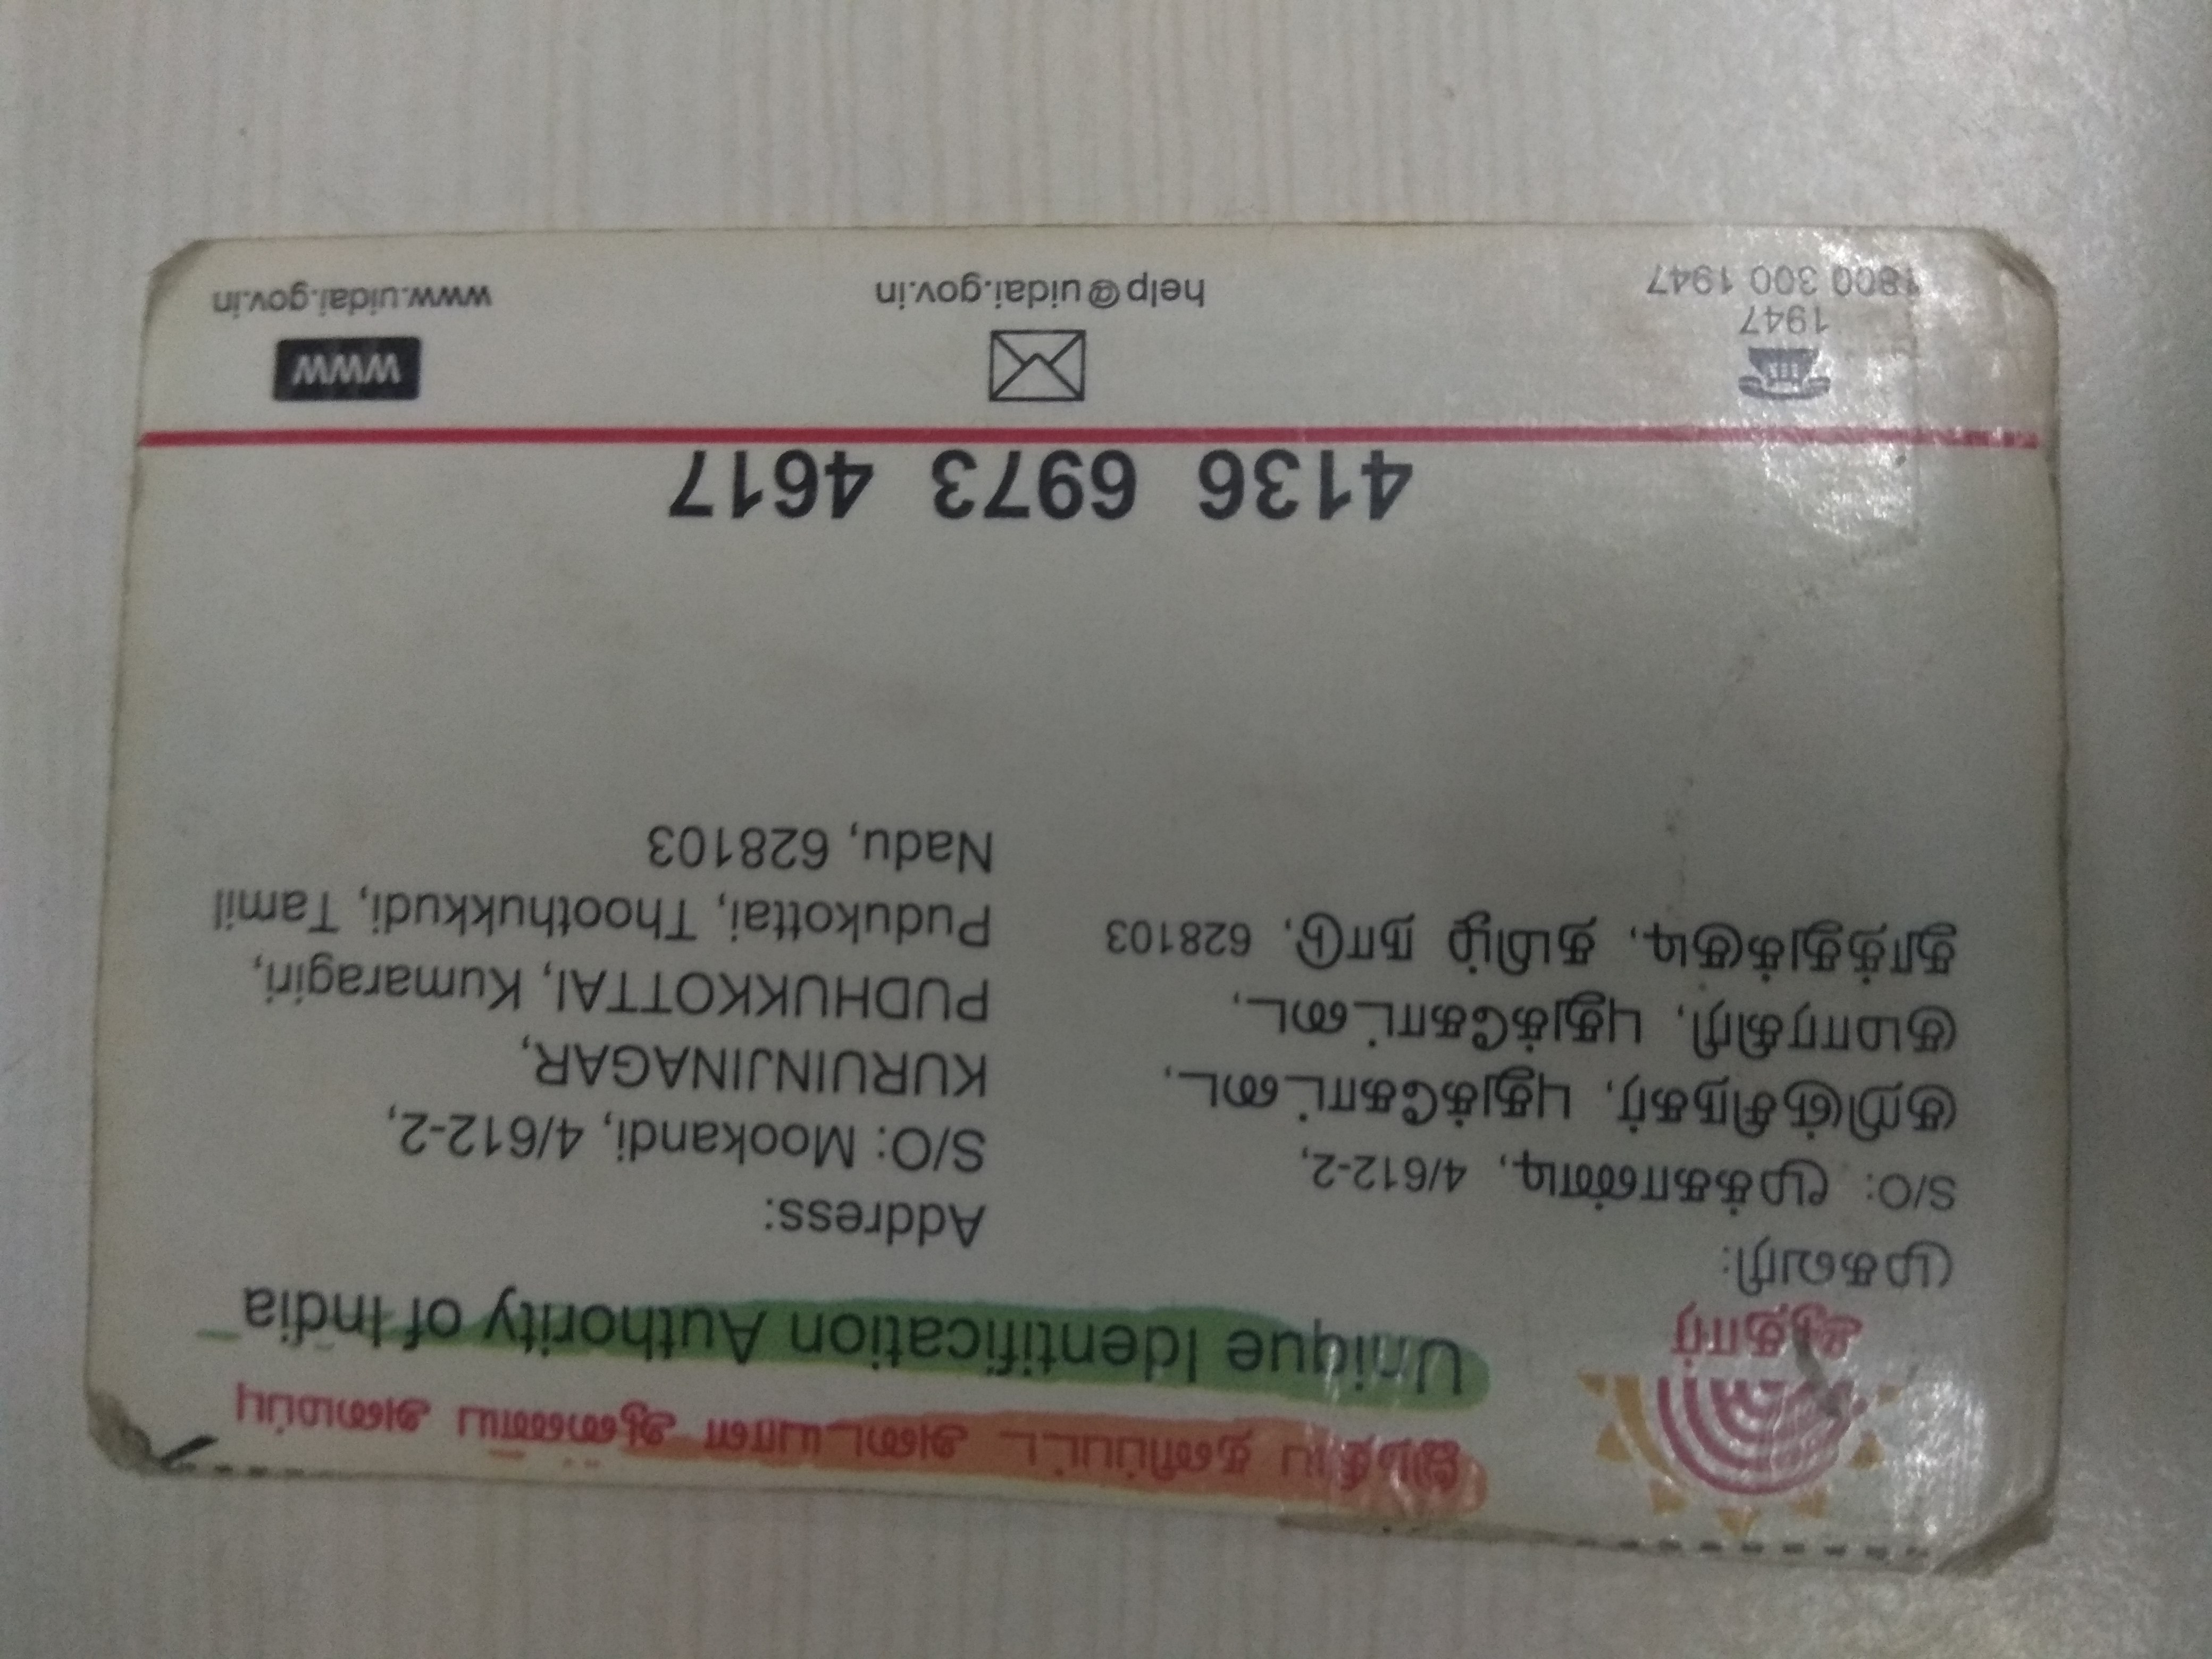 இந்திய தனிப்பட்ட அடையாள ஆணைய அமைப்பு
Unique Identification Authority of India
ஆதார்
முகவரி:
S/O: மூக்காண்டி, 4/612-2,
குறிஞ்சிநகர், புதுக்கோட்டை,
குமாரகிரி, புதுக்கோட்டை,
தூத்துக்குடி, தமிழ் நாடு, 628103
Address:
S/O: Mookandi, 4/612-2,
KURUINJINAGAR,
PUDHUKKOTTAI, Kumaragiri,
Pudukottai, Thoothukkudi, Tamil
Nadu, 628103
4136 6973 4617
1947
1800 300 1947
help@uidai.gov.in
WWW
www.uidai.gov.in